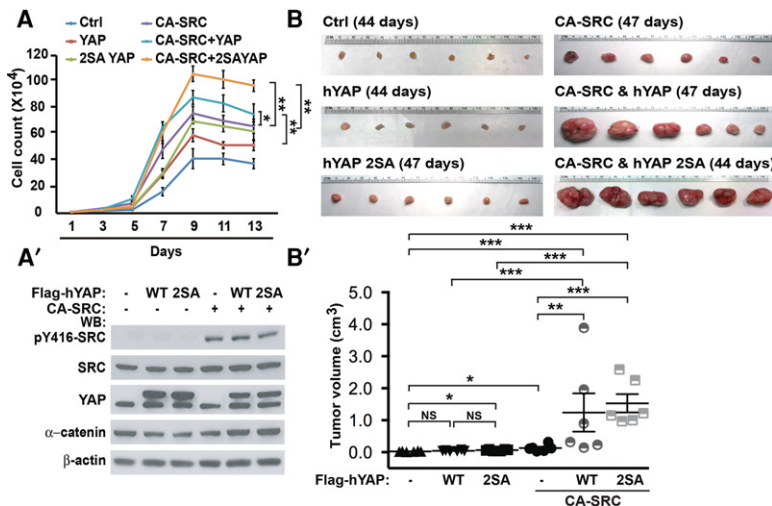 A
Ctrl
CA-SRC
YAP
CA-SRC+YAP
2SA YAP
CA-SRC+2SAYAP
Cell count (X10⁴)
120
100
80
60
40
20
0
**
**
*
**
1 3 5 7 9 11 13
Days
B
Ctrl (44 days)
CA-SRC (47 days)
hYAP (44 days)
CA-SRC & hYAP (47 days)
hYAP 2SA (47 days)
CA-SRC & hYAP 2SA (44 days)
A′
Flag-hYAP: - WT 2SA - WT 2SA
CA-SRC: - - - + + +
WB:
pY416-SRC
SRC
YAP
α–catenin
β-actin
B′
***
***
***
***
***
**
*
*
NS NS
Tumor volume (cm³)
5.0
4.0
3.0
2.0
1.0
0.0
Flag-hYAP: - WT 2SA - WT 2SA
CA-SRC